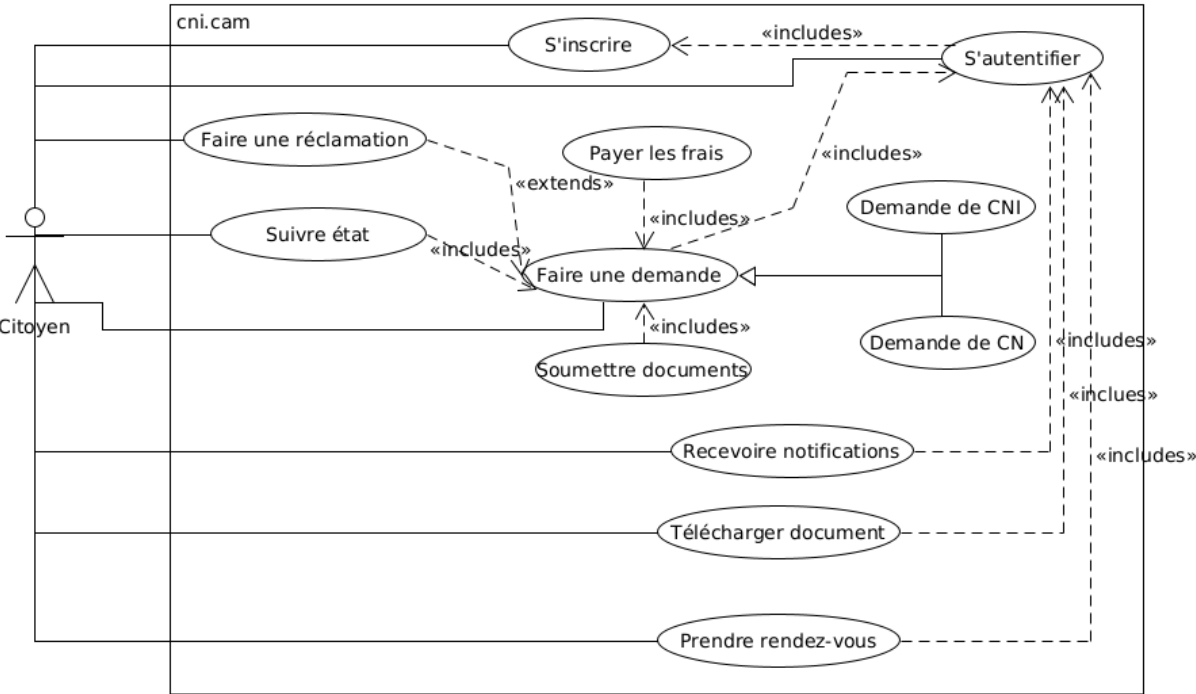 cni.cam
S'inscrire
«includes»
S'autentifier
Faire une réclamation
Payer les frais
«includes»
«extends»
Demande de CNI
«includes»
Suivre état
«includes»
Faire une demande
Citoyen
«includes»
Demande de CN
«includes»
Soumettre documents
«inclues»
Recevoire notifications
«includes»
Télécharger document
Prendre rendez-vous